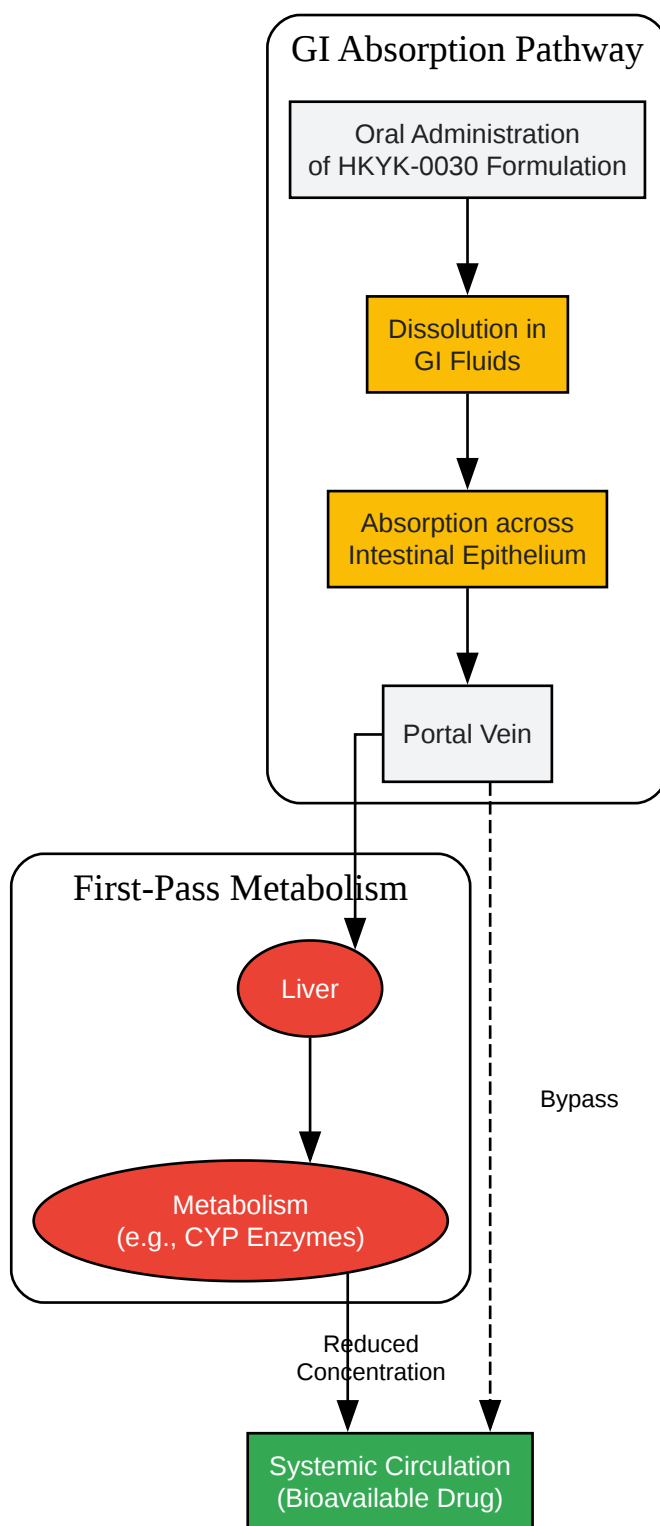 GI Absorption Pathway
Oral Administration
of HKYK-0030 Formulation
Dissolution in
GI Fluids
Absorption across
Intestinal Epithelium
Portal Vein
First-Pass Metabolism
Liver
Bypass
Metabolism
(e.g., CYP Enzymes)
Reduced
Concentration
Systemic Circulation
(Bioavailable Drug)